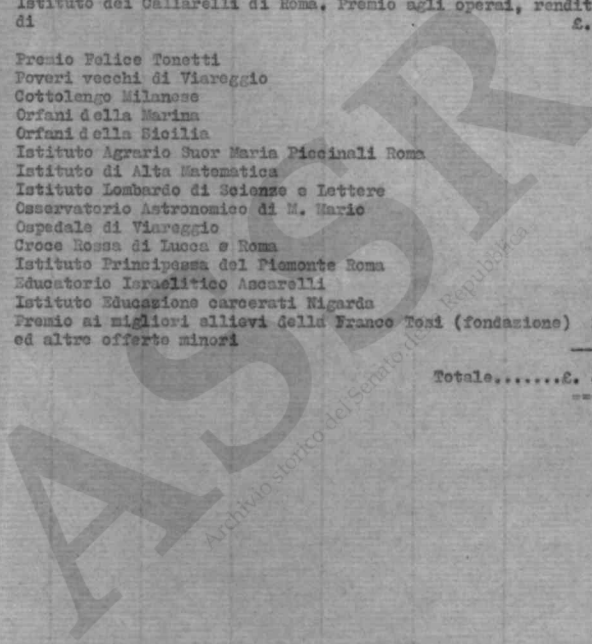 Istituto dei Callarelli di Roma. Premio agli operai, rendit
di £.
Premio Felice Tonetti
Poveri vecchi di Viareggio
Cottolengo Milanese
Orfani della Marina
Orfani della Sicilia
Istituto Agrario Suor Maria Piccinali Roma
Istituto di Alta Matematica
Istituto Lombardo di Scienze e Lettere
Osservatorio Astronomico di M. Mario
Ospedale di Viareggio
Croce Rossa di Lucca e Roma
Istituto Principessa del Piemonte Roma
Educatorio Israelitico Ascarelli
Istituto Educazione carcerati Nigarda
Premio ai migliori allievi della Franco Tosi (fondazione)
ed altre offerte minori
Totale.......£.
ASSR
Archivio storico del Senato della Repubblica